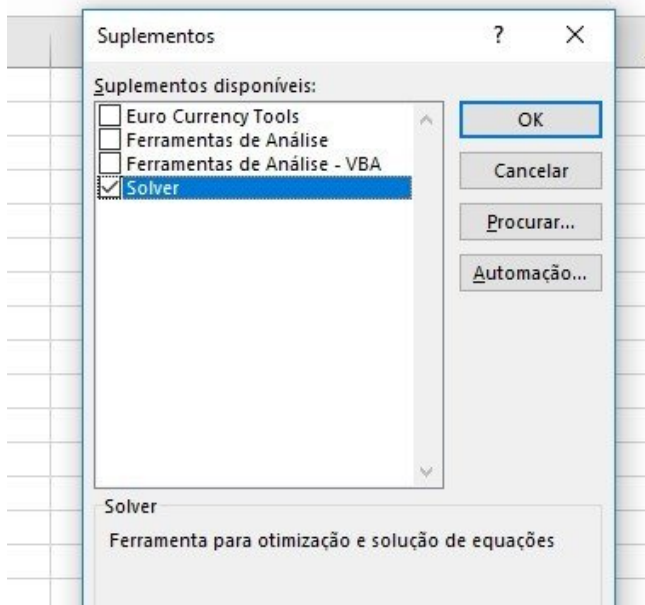 Suplementos ? ×
Suplementos disponíveis:
Euro Currency Tools
Ferramentas de Análise
Ferramentas de Análise - VBA
Solver
OK
Cancelar
Procurar...
Automação...
Solver
Ferramenta para otimização e solução de equações